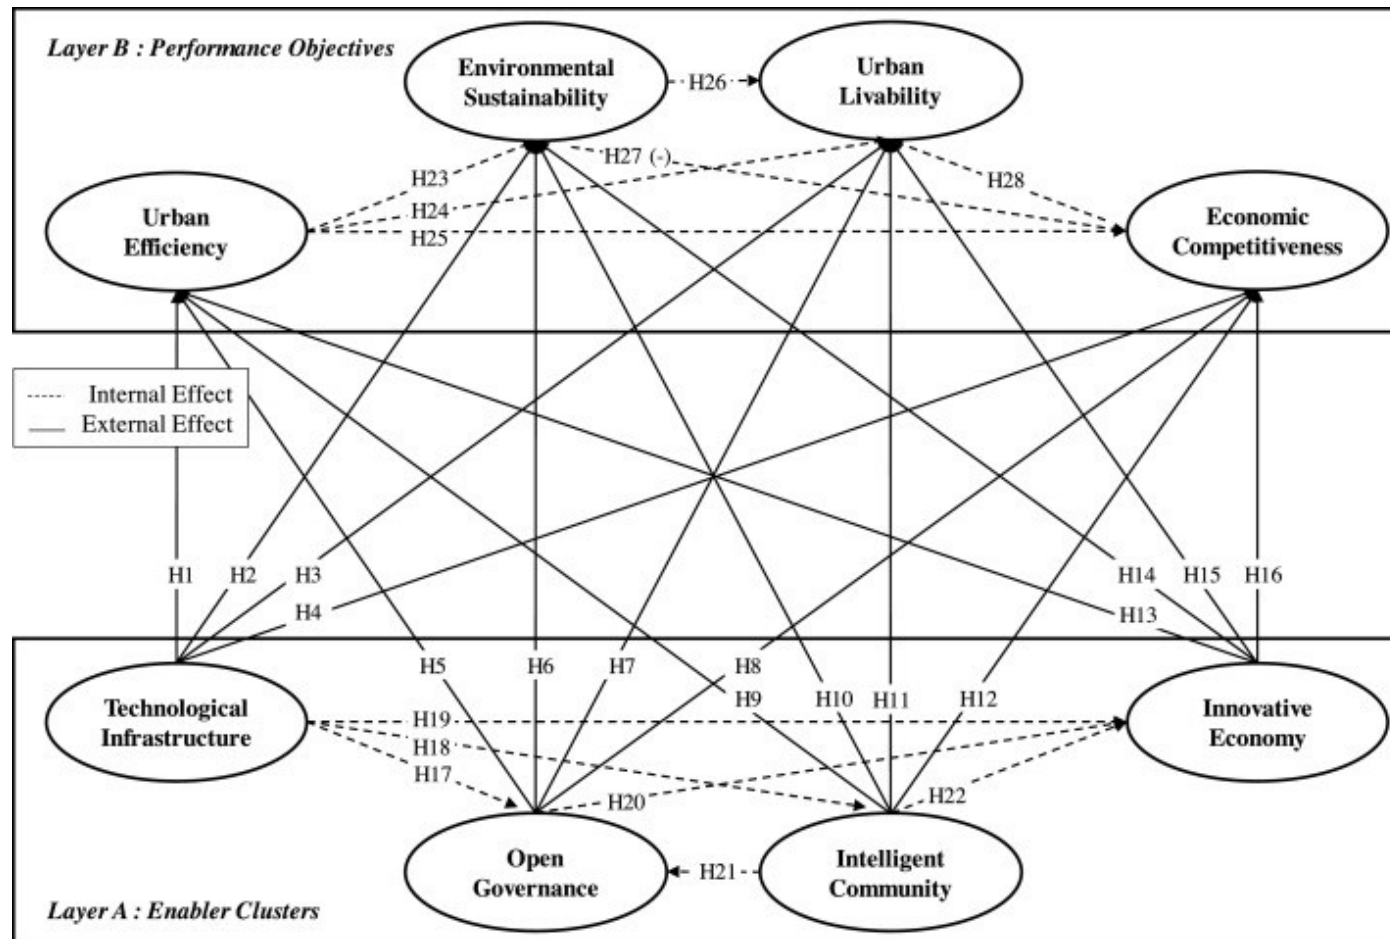 Layer B : Performance Objectives
Environmental
Sustainability
H26
Urban
Livability
H27 (-)
H23
H24
H25
H28
Urban
Efficiency
Economic
Competitiveness
Internal Effect
External Effect
H1
H2
H3
H4
H14
H15
H16
H13
H5
H6
H7
H8
H9
H10
H11
H12
Technological
Infrastructure
H19
H18
H17
H20
H22
Innovative
Economy
Open
Governance
H21
Intelligent
Community
Layer A : Enabler Clusters